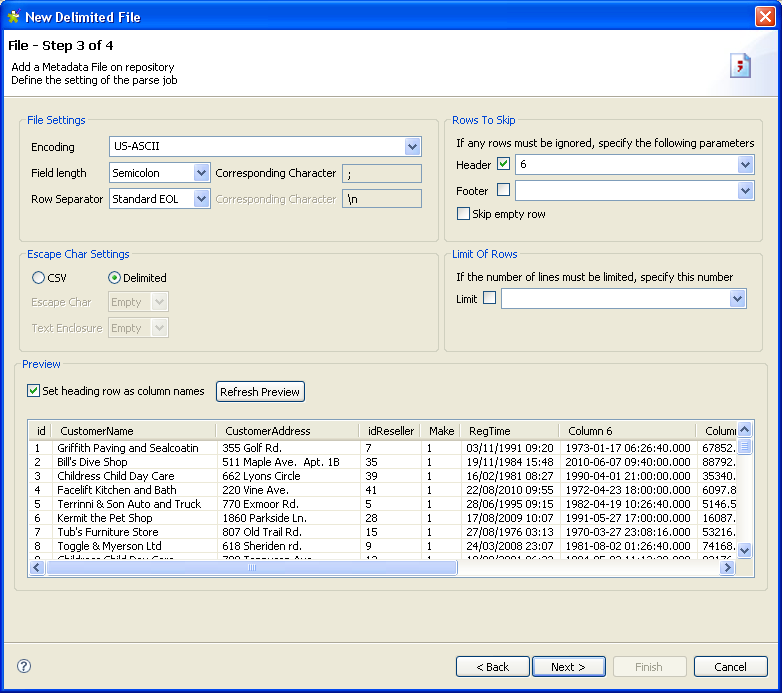 New Delimited File
File - Step 3 of 4
Add a Metadata File on repository
Define the setting of the parse job
File Settings
Encoding US-ASCII
Field length Semicolon Corresponding Character ;
Row Separator Standard EOL Corresponding Character \n
Rows To Skip
If any rows must be ignored, specify the following parameters
Header 6
Footer
Skip empty row
Escape Char Settings
CSV Delimited
Escape Char Empty
Text Enclosure Empty
Limit Of Rows
If the number of lines must be limited, specify this number
Limit
Preview
Set heading row as column names Refresh Preview
id CustomerName CustomerAddress idReseller Make RegTime Column 6 Column
1 Griffith Paving and Sealcoatin 355 Golf Rd. 7 1 03/11/1991 09:20 1973-01-17 06:26:40.000 67852.
2 Bill's Dive Shop 511 Maple Ave. Apt. 1B 35 1 19/11/1984 15:48 2010-06-07 09:40:00.000 88792.
3 Childress Child Day Care 662 Lyons Circle 39 1 16/02/1981 08:27 1990-04-01 21:00:00.000 35340.
4 Facelift Kitchen and Bath 220 Vine Ave. 41 1 22/08/2010 09:55 1972-04-23 18:00:00.000 6097.8
5 Terrinni & Son Auto and Truck 770 Exmoor Rd. 5 1 28/06/1995 09:15 1982-04-19 10:26:40.000 5146.5
6 Kermit the Pet Shop 1860 Parkside Ln. 28 1 17/08/2009 10:07 1991-05-27 17:00:00.000 16087.
7 Tub's Furniture Store 807 Old Trail Rd. 15 1 27/08/1976 03:13 1970-03-27 23:08:16.000 53216.
8 Toggle & Myerson Ltd 618 Sheriden rd. 9 1 24/03/2008 23:07 1981-08-02 01:26:40.000 74168.
Childress Child Day Care
< Back Next > Finish Cancel